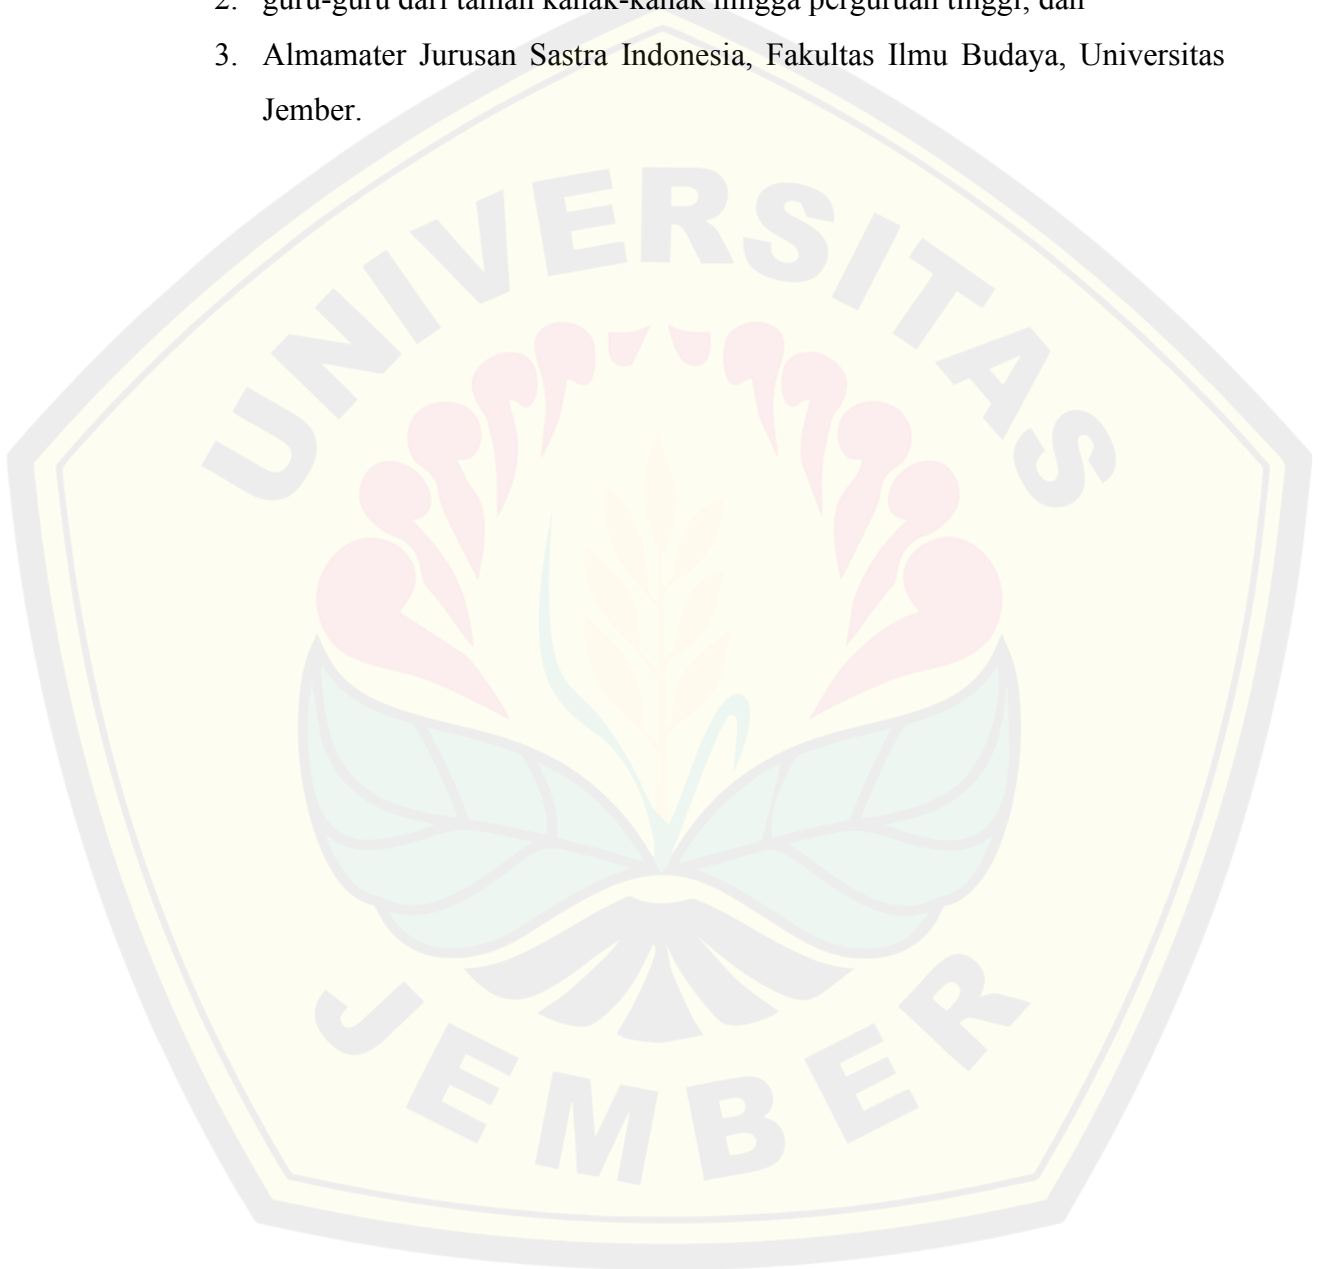 2. guru-guru dari taman kanak-kanak hingga perguruan tinggi; dan
3. Almamater Jurusan Sastra Indonesia, Fakultas Ilmu Budaya, Universitas
Jember.
UNIVERSITAS
JEMBER